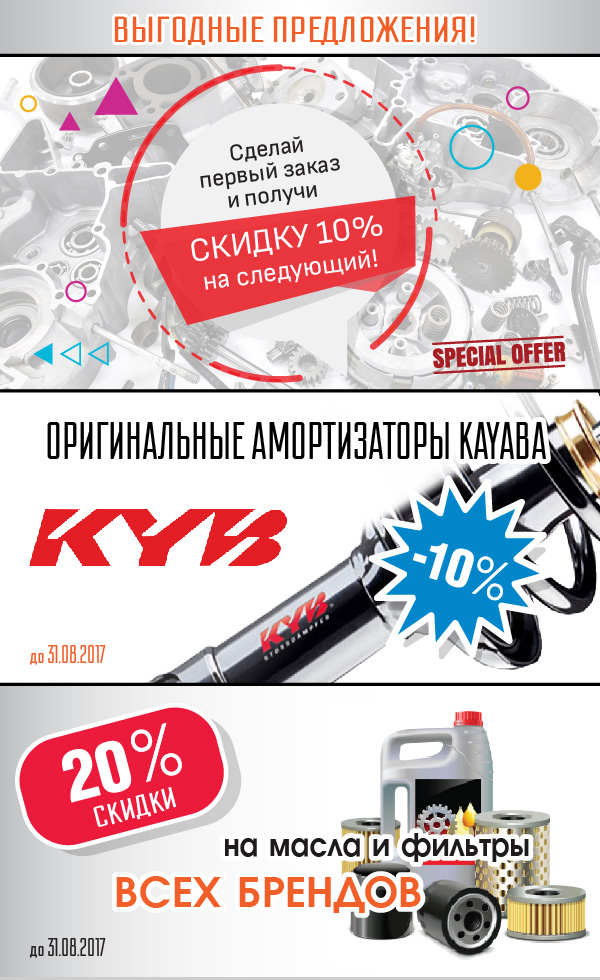 ВЫГОДНЫЕ ПРЕДЛОЖЕНИЯ!
Сделай
первый заказ
и получи
СКИДКУ 10%
на следующий!
SPECIAL OFFER
ОРИГИНАЛЬНЫЕ АМОРТИЗАТОРЫ KAYABA
KYB
-10%
KYB
до 31.08.2017
20%
СКИДКИ
на масла и фильтры
ВСЕХ БРЕНДОВ
до 31.08.2017